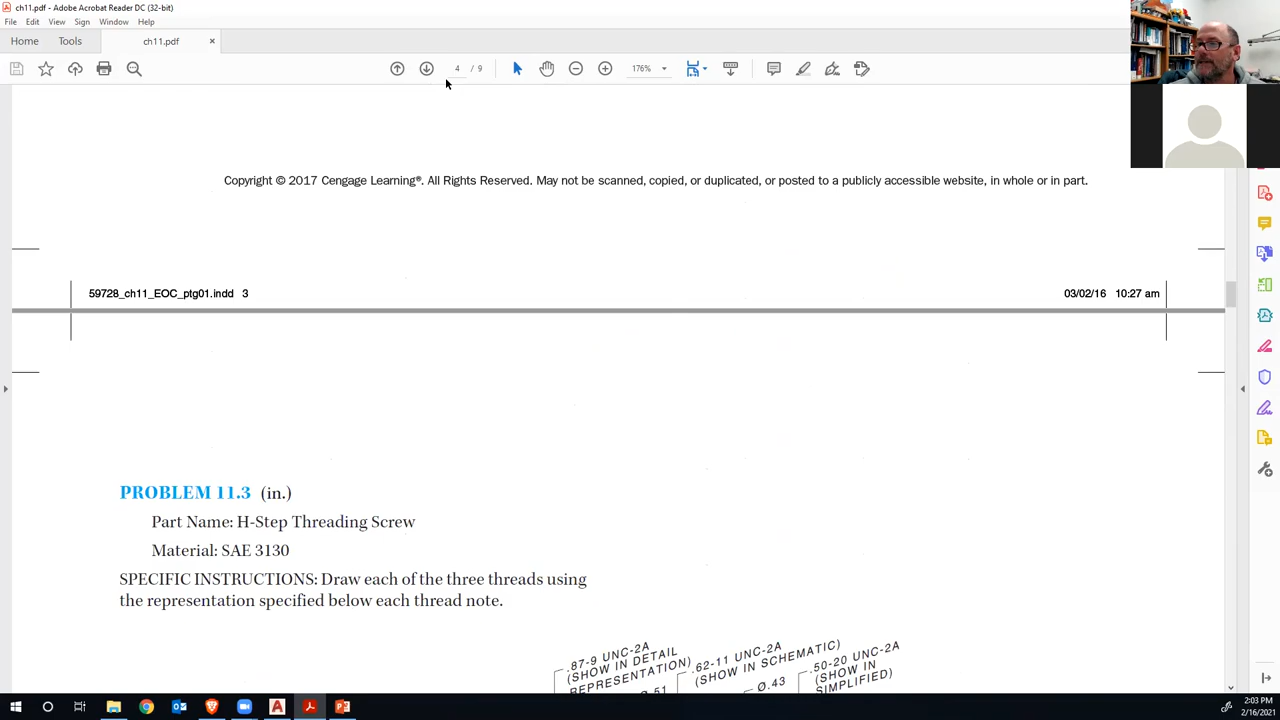 ch11.pdf - Adobe Acrobat Reader DC (32-bit)
File Edit View Sign Window Help
Home Tools ch11.pdf ×
4 / 9 176%
Copyright © 2017 Cengage Learning®. All Rights Reserved. May not be scanned, copied, or duplicated, or posted to a publicly accessible website, in whole or in part.
59728_ch11_EOC_ptg01.indd 3 03/02/16 10:27 am
PROBLEM 11.3 (in.)
Part Name: H-Step Threading Screw
Material: SAE 3130
SPECIFIC INSTRUCTIONS: Draw each of the three threads using
the representation specified below each thread note.
.87-9 UNC-2A
(SHOW IN DETAIL
REPRESENTATION)
.51
.62-11 UNC-2A
(SHOW IN SCHEMATIC)
Ø.43
.50-20 UNC-2A
(SHOW IN
SIMPLIFIED)
2:03 PM
2/16/2021